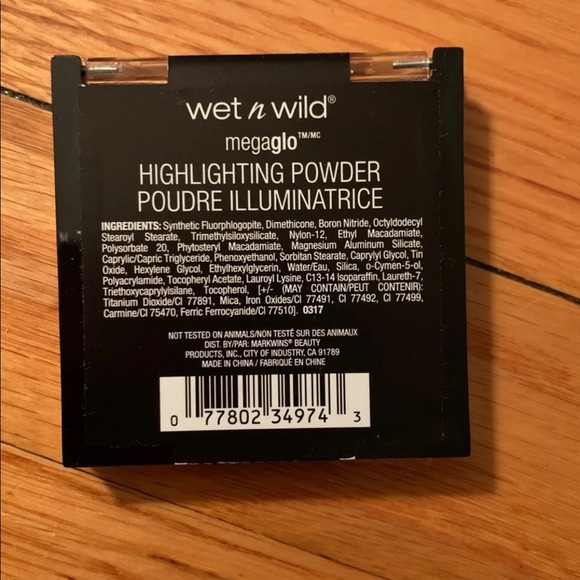 wet n wild®
megaglo™/MC
HIGHLIGHTING POWDER
POUDRE ILLUMINATRICE
INGREDIENTS: Synthetic Fluorphlogopite, Dimethicone, Boron Nitride, Octyldodecyl
Stearoyl Stearate, Trimethylsiloxysilicate, Nylon-12, Ethyl Macadamiate,
Polysorbate 20, Phytosteryl Macadamiate, Magnesium Aluminum Silicate,
Caprylic/Capric Triglyceride, Phenoxyethanol, Sorbitan Stearate, Caprylyl Glycol, Tin
Oxide, Hexylene Glycol, Ethylhexylglycerin, Water/Eau, Silica, o-Cymen-5-ol,
Polyacrylamide, Tocopheryl Acetate, Lauroyl Lysine, C13-14 Isoparaffin, Laureth-7,
Triethoxycaprylylsilane, Tocopherol, [+/- (MAY CONTAIN/PEUT CONTENIR):
Titanium Dioxide/CI 77891, Mica, Iron Oxides/CI 77491, CI 77492, CI 77499,
Carmine/CI 75470, Ferric Ferrocyanide/CI 77510]. 0317
NOT TESTED ON ANIMALS/NON TESTÉ SUR DES ANIMAUX
DIST. BY/PAR: MARKWINS® BEAUTY
PRODUCTS, INC., CITY OF INDUSTRY, CA 91789
MADE IN CHINA / FABRIQUÉ EN CHINE
0 77802 34974 3